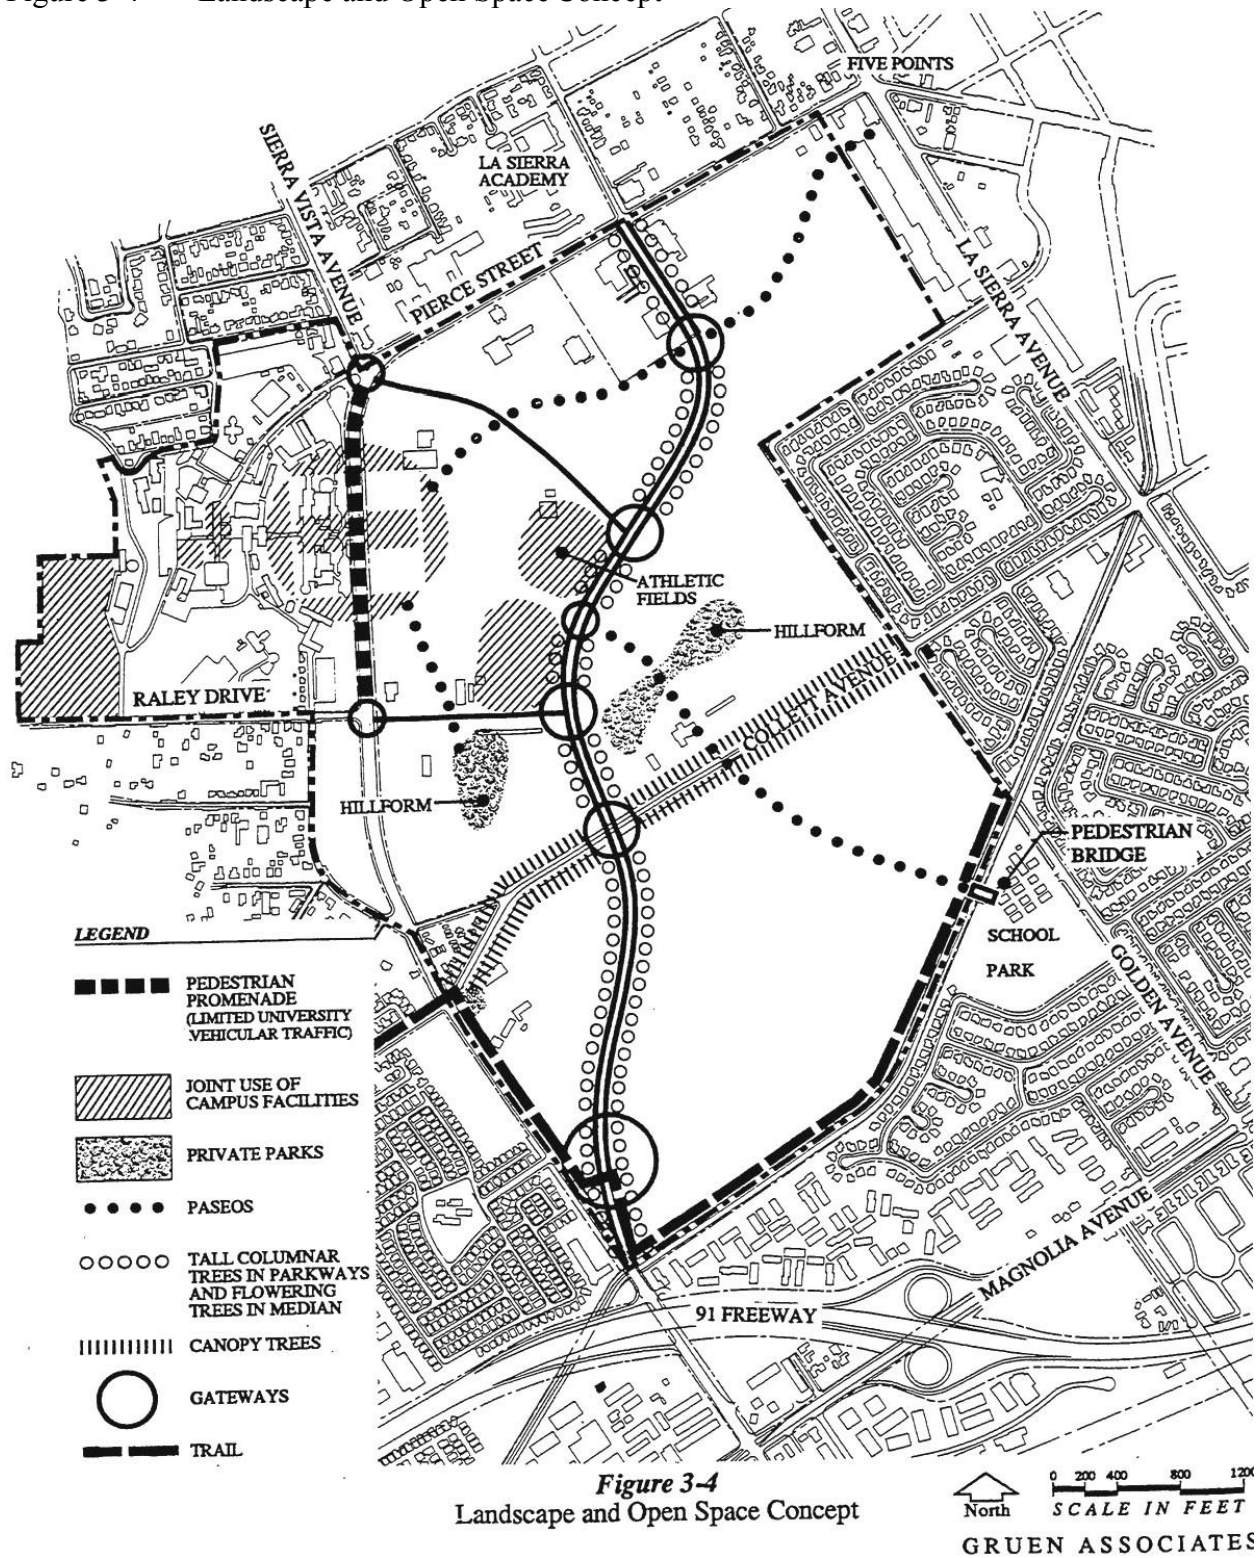 Figure 3-4 Landscape and Open Space Concept
FIVE POINTS
SIERRA VISTA AVENUE
LA SIERRA
ACADEMY
PIERCE STREET
LA SIERRA AVENUE
ATHLETIC
FIELDS
HILLFORM
RALEY DRIVE
COLLETT AVENUE
HILLFORM
PEDESTRIAN
BRIDGE
SCHOOL
PARK
GOLDEN AVENUE
MAGNOLIA AVENUE
91 FREEWAY
LEGEND
PEDESTRIAN
PROMENADE
(LIMITED UNIVERSITY
VEHICULAR TRAFFIC)
JOINT USE OF
CAMPUS FACILITIES
PRIVATE PARKS
PASEOS
TALL COLUMNAR
TREES IN PARKWAYS
AND FLOWERING
TREES IN MEDIAN
CANOPY TREES
GATEWAYS
TRAIL
Figure 3-4
Landscape and Open Space Concept
North
0 200 400 800 1200
SCALE IN FEET
GRUEN ASSOCIATES